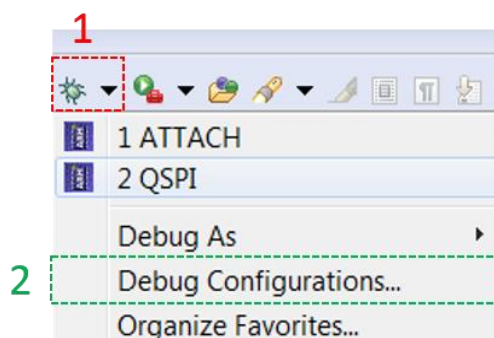 1
1 ATTACH
2 QSPI
Debug As
2
Debug Configurations...
Organize Favorites...